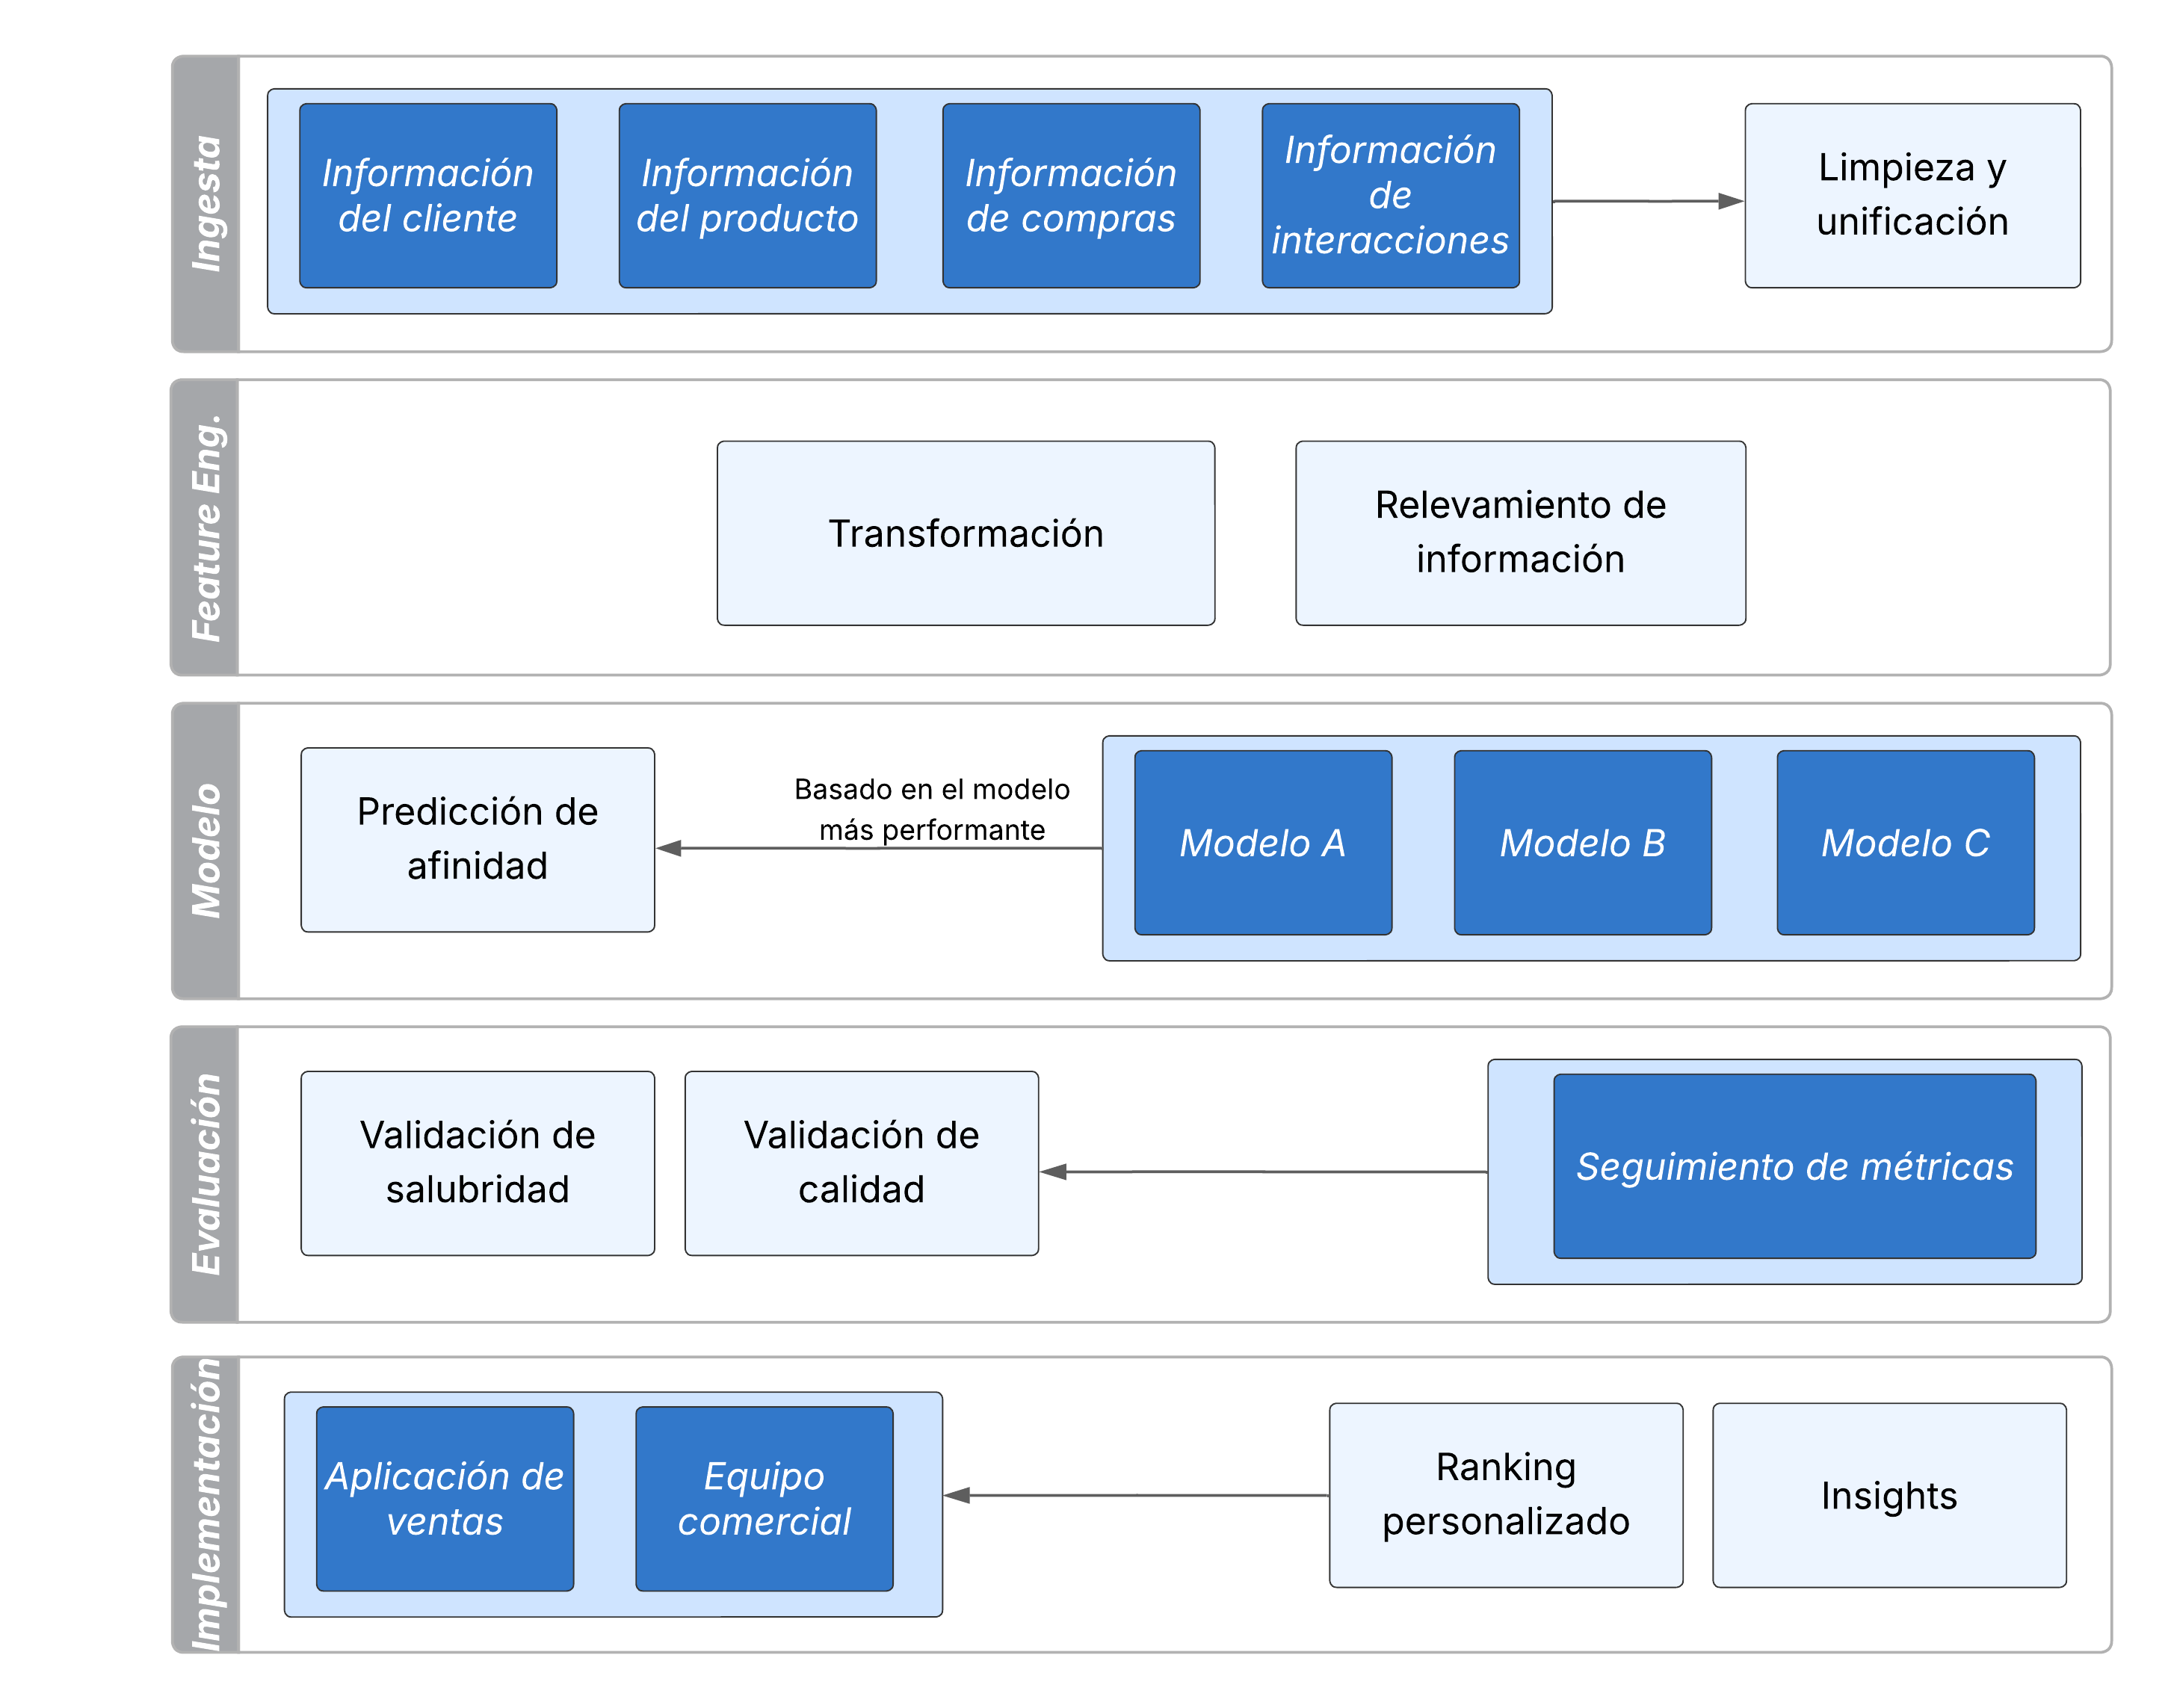 Ingesta
Información
del cliente
Información
del producto
Información
de compras
Información
de
interacciones
Limpieza y
unificación
Feature Eng.
Transformación
Relevamiento de
información
Modelo
Predicción de
afinidad
Basado en el modelo
más performante
Modelo A
Modelo B
Modelo C
Evaluación
Validación de
salubridad
Validación de
calidad
Seguimiento de métricas
Implementación
Aplicación de
ventas
Equipo
comercial
Ranking
personalizado
Insights